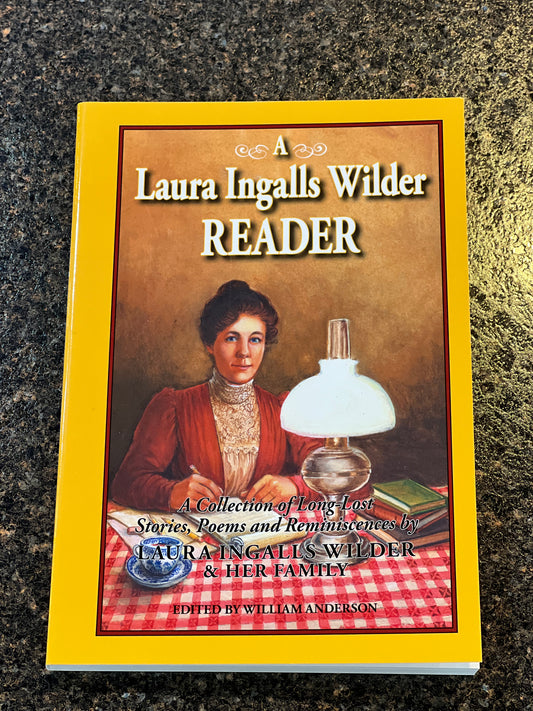 A
Laura Ingalls Wilder
READER
A Collection of Long-Lost
Stories, Poems and Reminiscences by
LAURA INGALLS WILDER
& HER FAMILY
EDITED BY WILLIAM ANDERSON